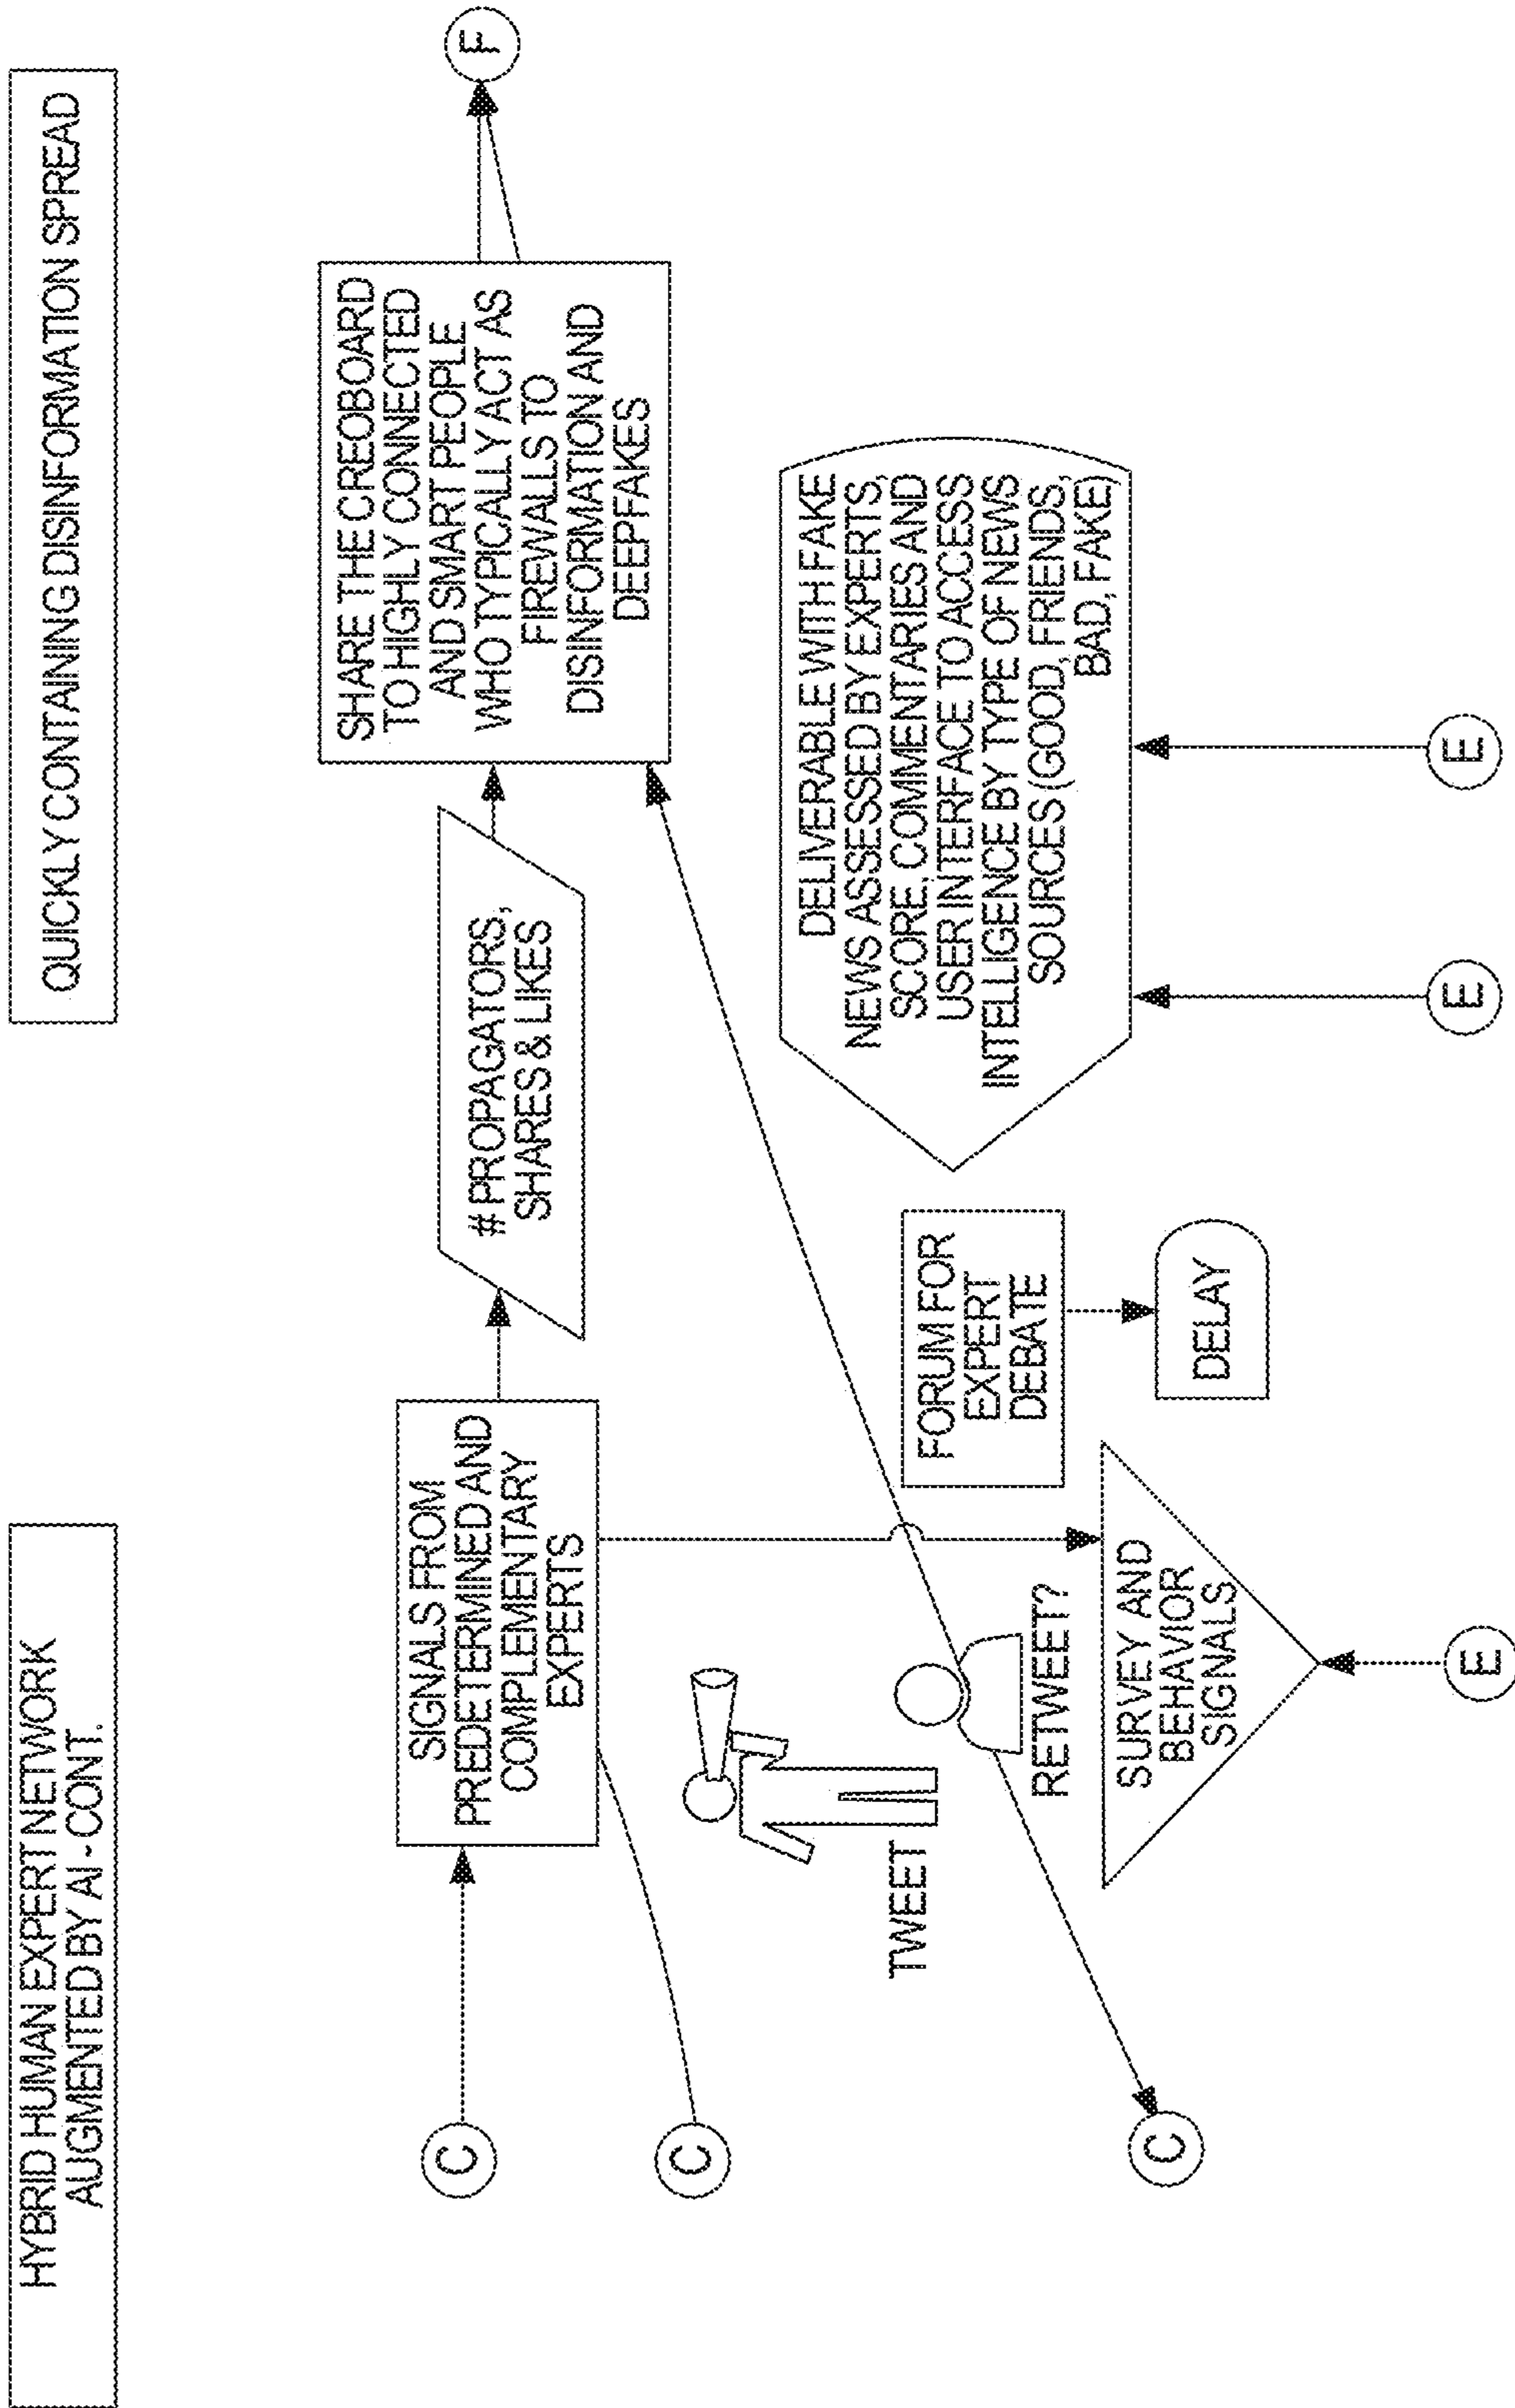 HYBRID HUMAN EXPERT NETWORK
AUGMENTED BY AI - CONT.
QUICKLY CONTAINING DISINFORMATION SPREAD
C
SIGNALS FROM
PREDETERMINED AND
COMPLEMENTARY
EXPERTS
# PROPAGATORS,
SHARES & LIKES
SHARE THE CREOBOARD
TO HIGHLY CONNECTED
AND SMART PEOPLE
WHO TYPICALLY ACT AS
FIREWALLS TO
DISINFORMATION AND
DEEPFAKES
F
C
TWEET
RETWEET?
FORUM FOR
EXPERT
DEBATE
DELAY
DELIVERABLE WITH FAKE
NEWS ASSESSED BY EXPERTS,
SCORE, COMMENTARIES AND
USER INTERFACE TO ACCESS
INTELLIGENCE BY TYPE OF NEWS
SOURCES (GOOD, FRIENDS,
BAD, FAKE)
C
SURVEY AND
BEHAVIOR
SIGNALS
E
E
E